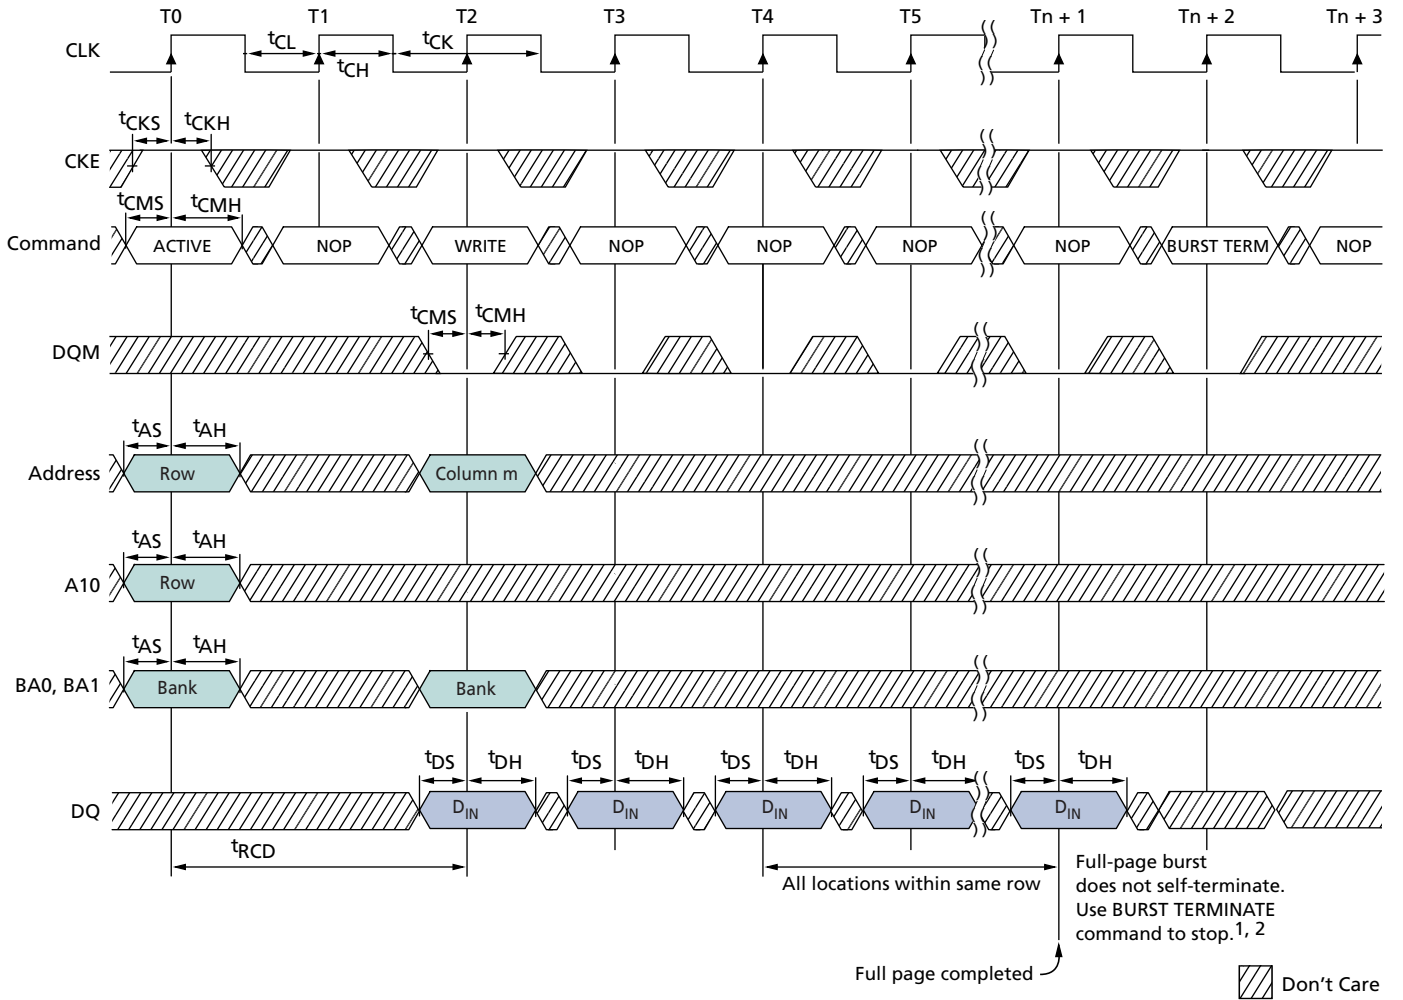 T0 T1 T2 T3 T4 T5 Tn + 1 Tn + 2 Tn + 3
CLK tCL tCH tCK
tCKS tCKH
CKE
tCMS tCMH
Command ACTIVE NOP WRITE NOP NOP NOP NOP BURST TERM NOP
tCMS tCMH
DQM
tAS tAH
Address Row Column m
tAS tAH
A10 Row
tAS tAH
BA0, BA1 Bank Bank
tDS tDH tDS tDH tDS tDH tDS tDH tDS tDH
DQ DIN DIN DIN DIN DIN
tRCD
All locations within same row
Full-page burst
does not self-terminate.
Use BURST TERMINATE
command to stop.1, 2
Full page completed
Don't Care